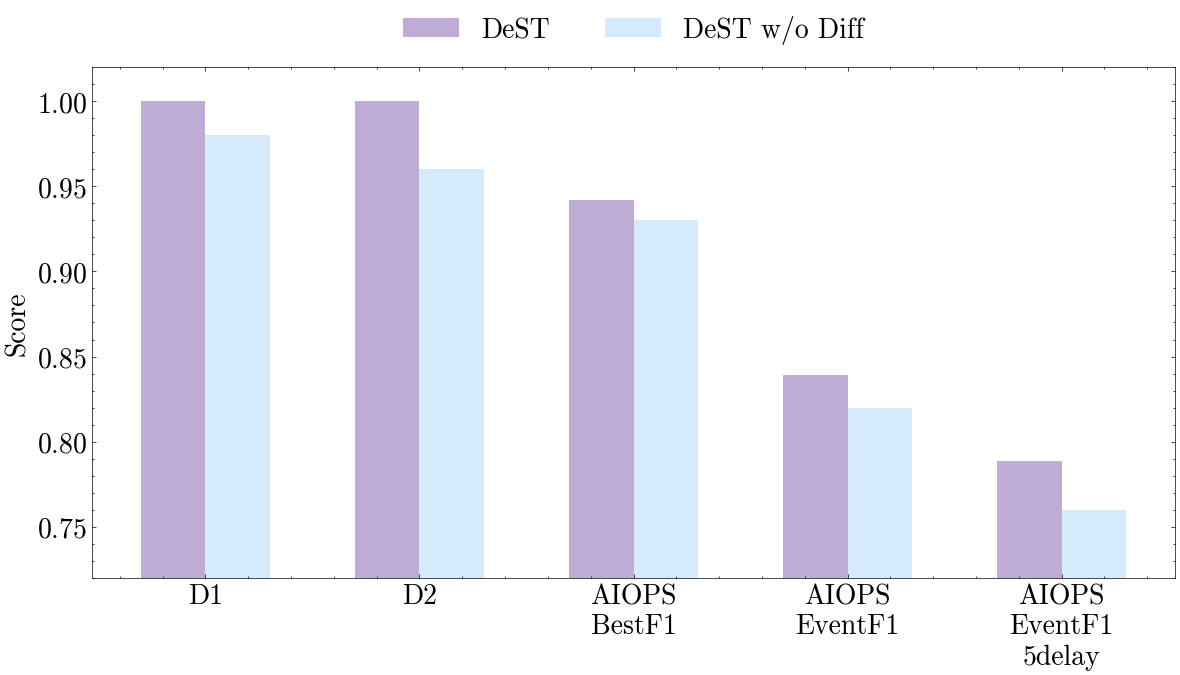 DeST DeST w/o Diff
1.00
0.95
0.90
0.85
0.80
0.75
Score
D1 D2 AIOPS AIOPS AIOPS
BestF1 EventF1 EventF1
5delay